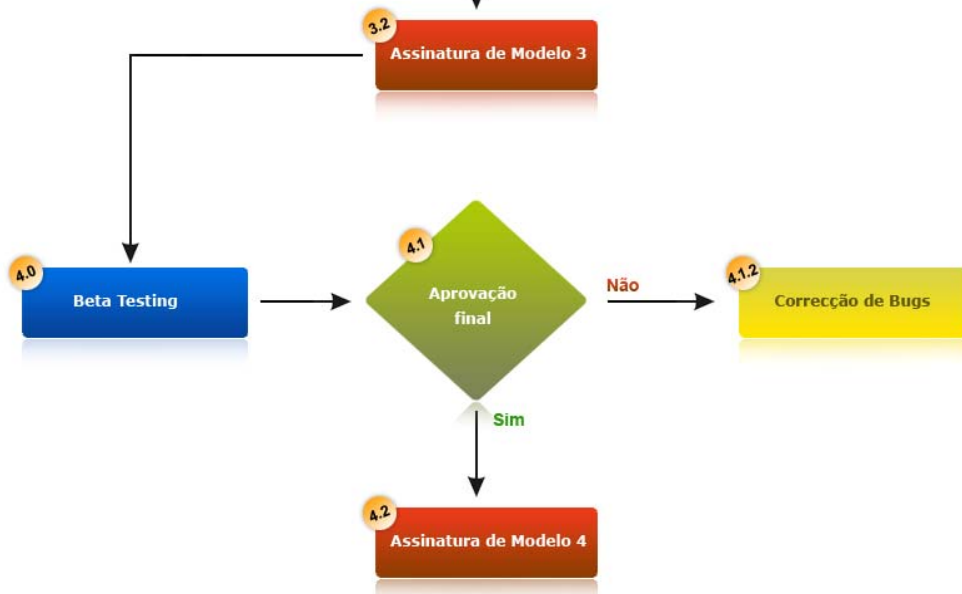 3.2
Assinatura de Modelo 3
4.0
Beta Testing
4.1
Aprovação
final
Não
4.1.2
Correcção de Bugs
Sim
4.2
Assinatura de Modelo 4